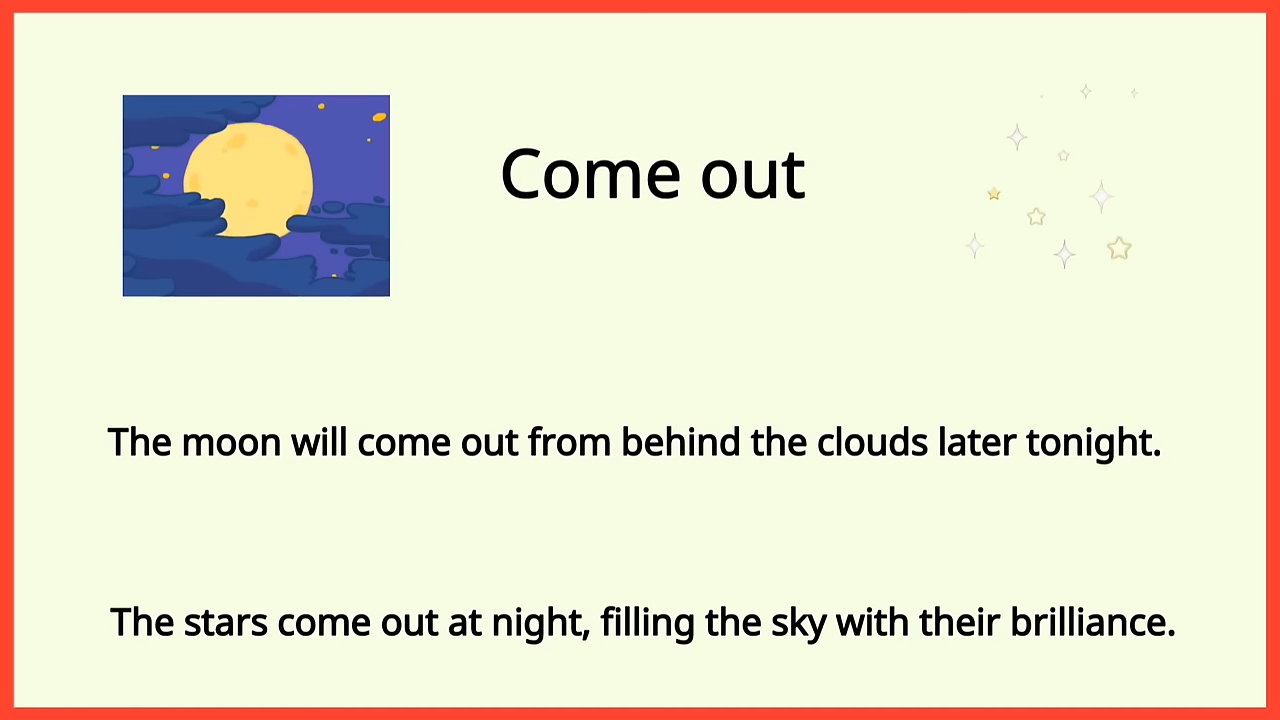 Come out
The moon will come out from behind the clouds later tonight.
The stars come out at night, filling the sky with their brilliance.